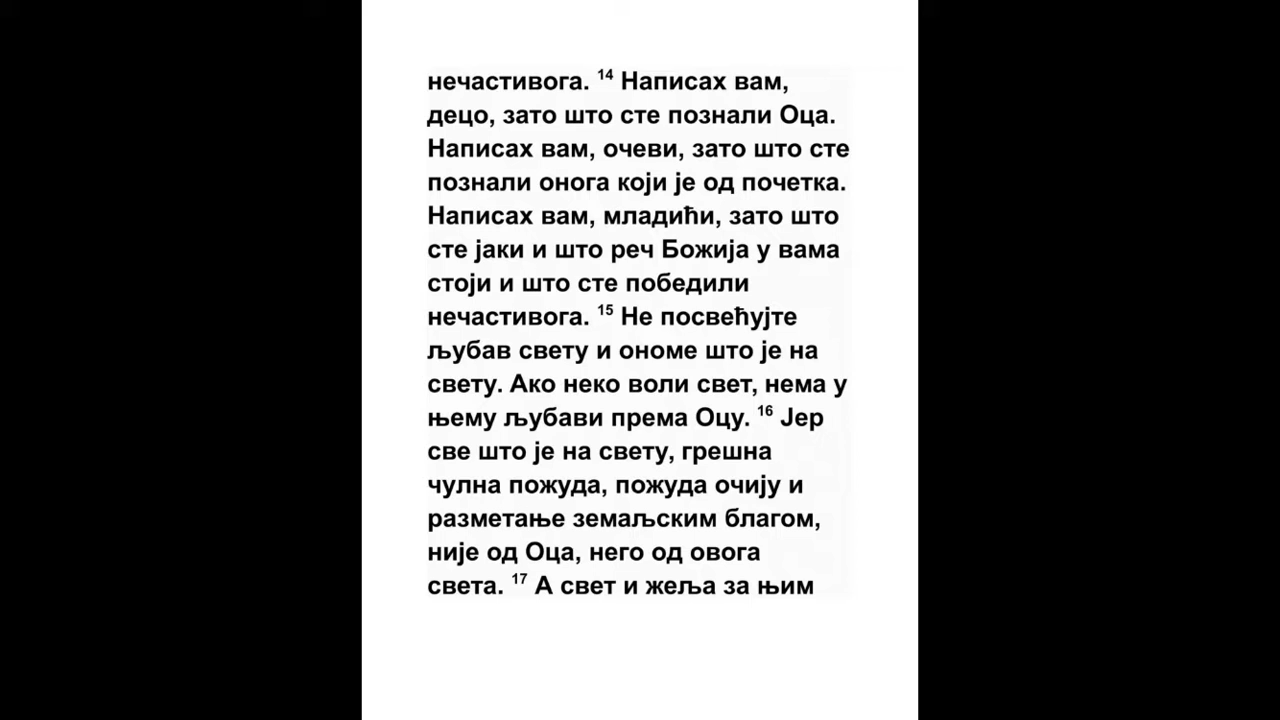 нечастивога. 14 Написах вам,
децо, зато што сте познали Оца.
Написах вам, очеви, зато што сте
познали онога који је од почетка.
Написах вам, младићи, зато што
сте јаки и што реч Божија у вама
стоји и што сте победили
нечастивога. 15 Не посвећујте
љубав свету и ономе што је на
свету. Ако неко воли свет, нема у
њему љубави према Оцу. 16 Јер
све што је на свету, грешна
чулна пожуда, пожуда очију и
разметање земаљским благом,
није од Оца, него од овога
света. 17 А свет и жеља за њим